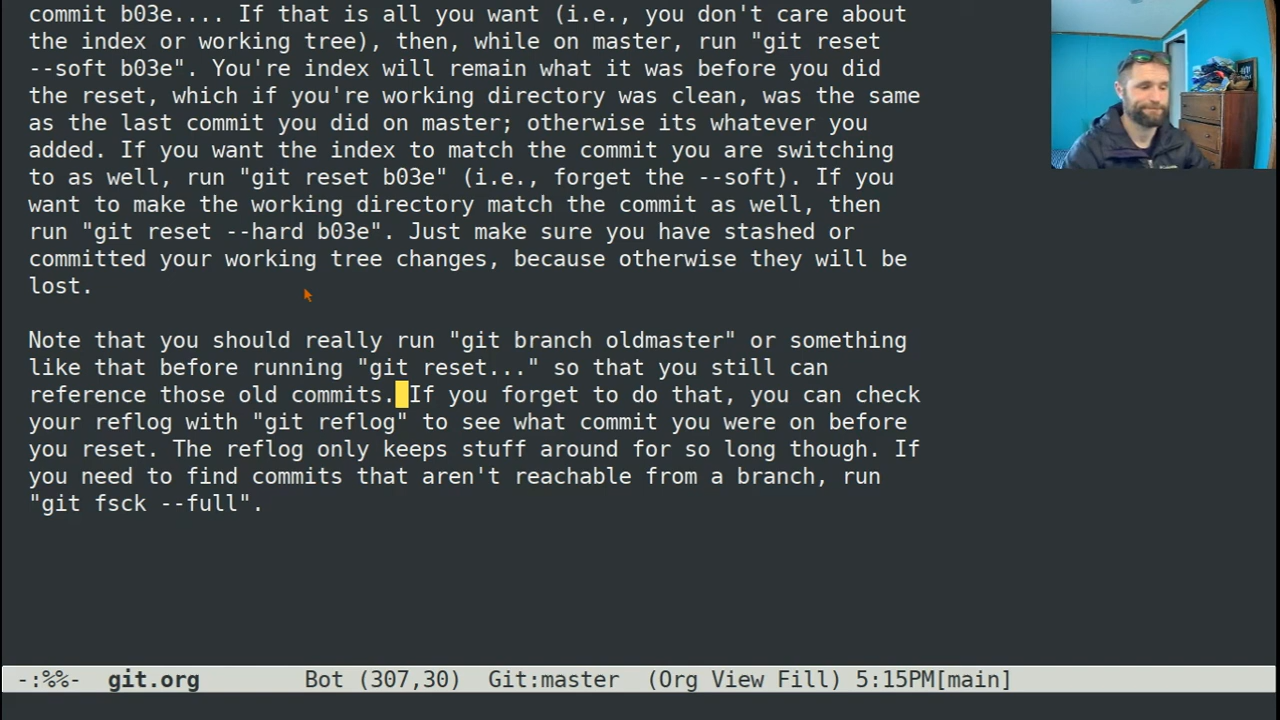 commit b03e.... If that is all you want (i.e., you don't care about
the index or working tree), then, while on master, run "git reset
--soft b03e". You're index will remain what it was before you did
the reset, which if you're working directory was clean, was the same
as the last commit you did on master; otherwise its whatever you
added. If you want the index to match the commit you are switching
to as well, run "git reset b03e" (i.e., forget the --soft). If you
want to make the working directory match the commit as well, then
run "git reset --hard b03e". Just make sure you have stashed or
committed your working tree changes, because otherwise they will be
lost.
Note that you should really run "git branch oldmaster" or something
like that before running "git reset..." so that you still can
reference those old commits. If you forget to do that, you can check
your reflog with "git reflog" to see what commit you were on before
you reset. The reflog only keeps stuff around for so long though. If
you need to find commits that aren't reachable from a branch, run
"git fsck --full".
-:%%- git.org Bot (307,30) Git:master (Org View Fill) 5:15PM[main]